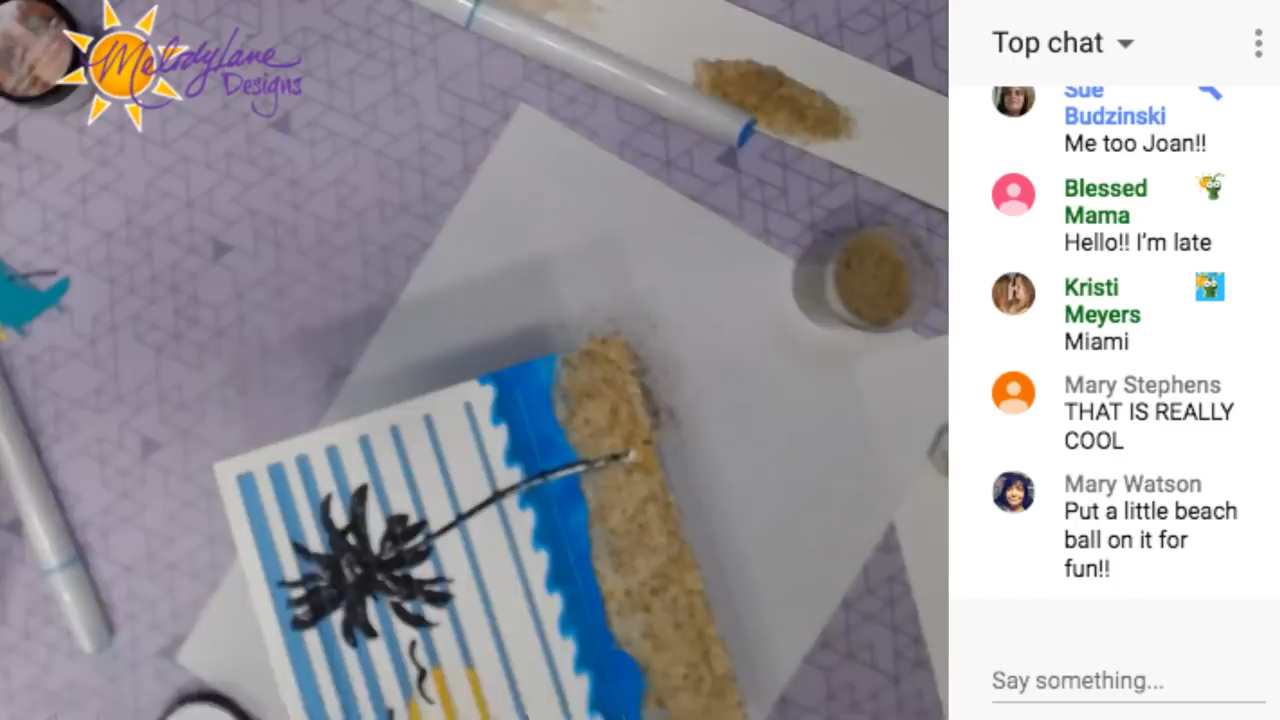 MelodyLane
Designs
Top chat
Sue
Budzinski
Me too Joan!!
Blessed
Mama
Hello!! I'm late
Kristi
Meyers
Miami
Mary Stephens
THAT IS REALLY
COOL
Mary Watson
Put a little beach
ball on it for
fun!!
Say something...